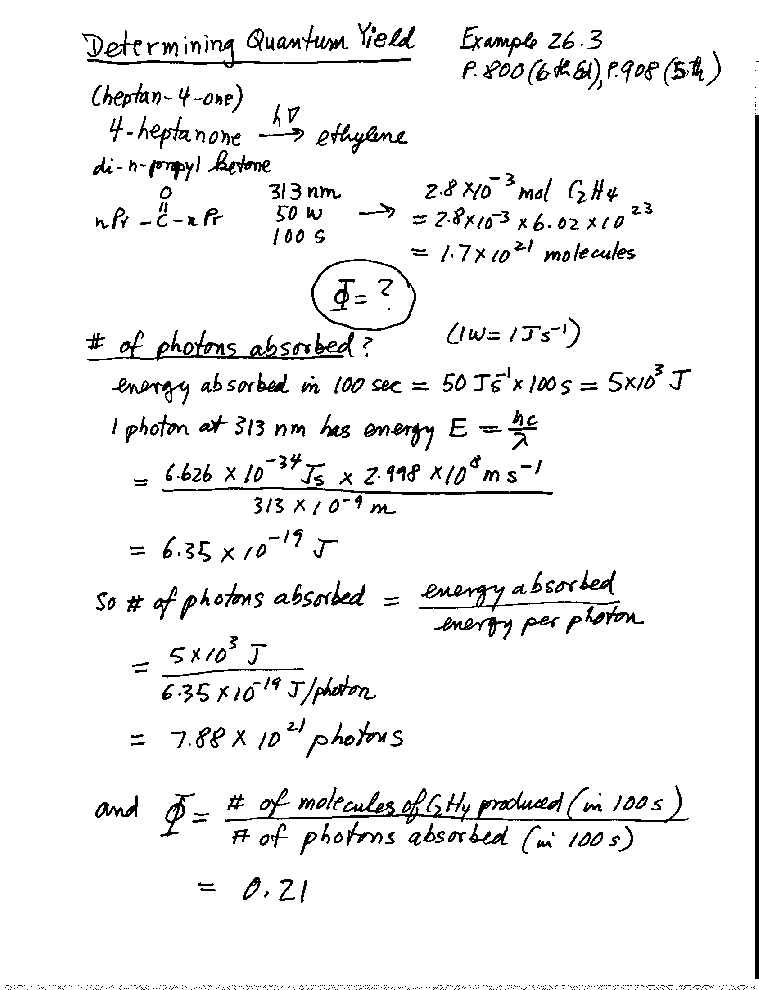 Determining Quantum Yield
Example 26.3
P.800 (6th Ed), P.908 (5th)
(heptan-4-one)
4-heptanone hν → ethylene
di-n-propyl ketone
O
nPr - C - nPr
313 nm
50 W
100 s
→ 2.8×10⁻³ mol C₂H₄
= 2.8×10⁻³ × 6.02×10²³
= 1.7×10²¹ molecules
Φ = ?
# of photons absorbed? (1W = 1 Js⁻¹)
energy absorbed in 100 sec = 50 Js⁻¹ × 100 s = 5×10³ J
1 photon at 313 nm has energy E = hc/λ
= 6.626 × 10⁻³⁴ Js × 2.998 × 10⁸ m s⁻¹
313 × 10⁻⁹ m
= 6.35 × 10⁻¹⁹ J
So # of photons absorbed = energy absorbed
energy per photon
= 5×10³ J
6.35 × 10⁻¹⁹ J/photon
= 7.88 × 10²¹ photons
and Φ = # of molecules of C₂H₄ produced (in 100 s)
# of photons absorbed (in 100 s)
= 0.21